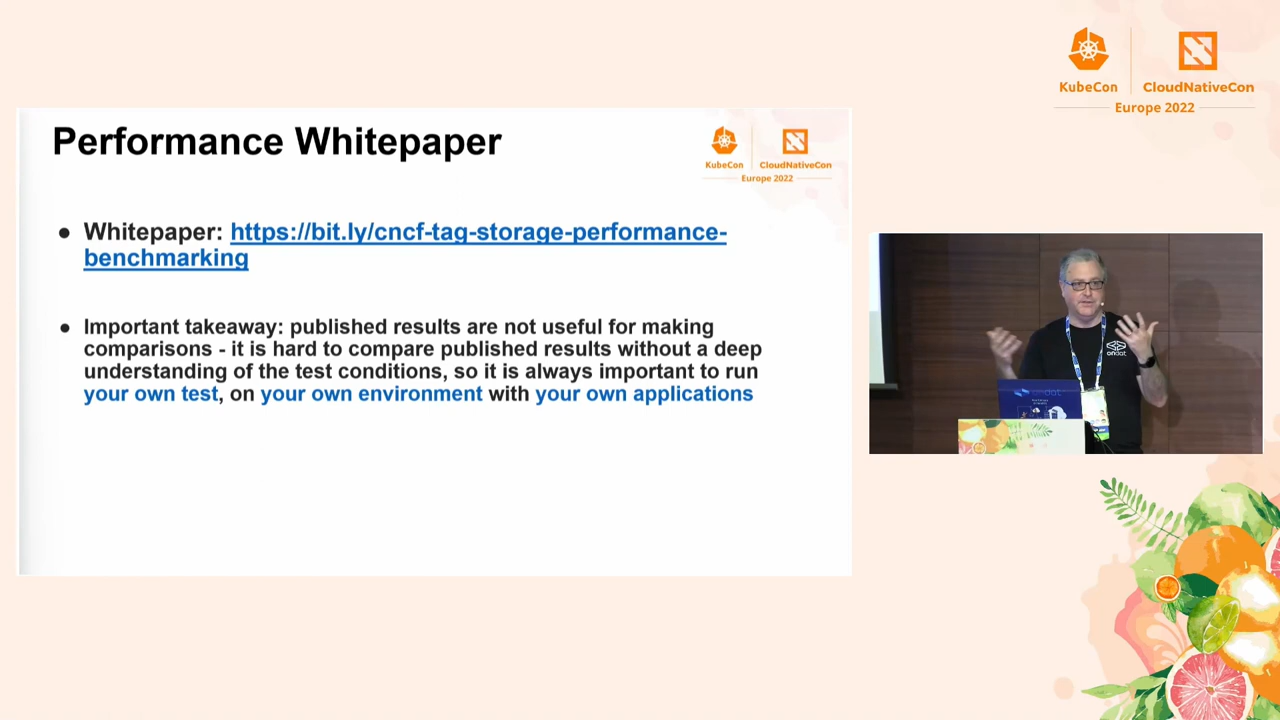 KubeCon
CloudNativeCon
Europe 2022
Performance Whitepaper
KubeCon
CloudNativeCon
Europe 2022
● Whitepaper: https://bit.ly/cncf-tag-storage-performance-
benchmarking
● Important takeaway: published results are not useful for making
comparisons - it is hard to compare published results without a deep
understanding of the test conditions, so it is always important to run
your own test, on your own environment with your own applications
ondat